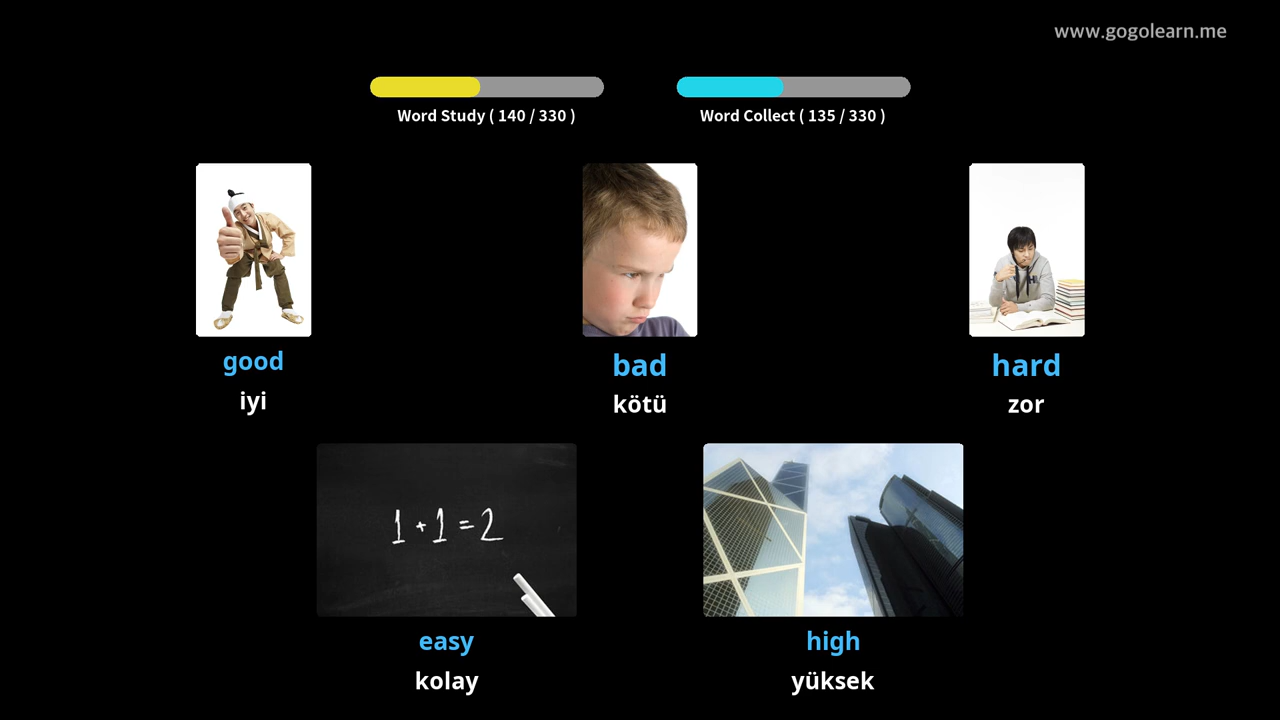 www.gogolearn.me
Word Study ( 140 / 330 )
Word Collect ( 135 / 330 )
good
bad
hard
iyi
kötü
zor
1 + 1 = 2
easy
high
kolay
yüksek